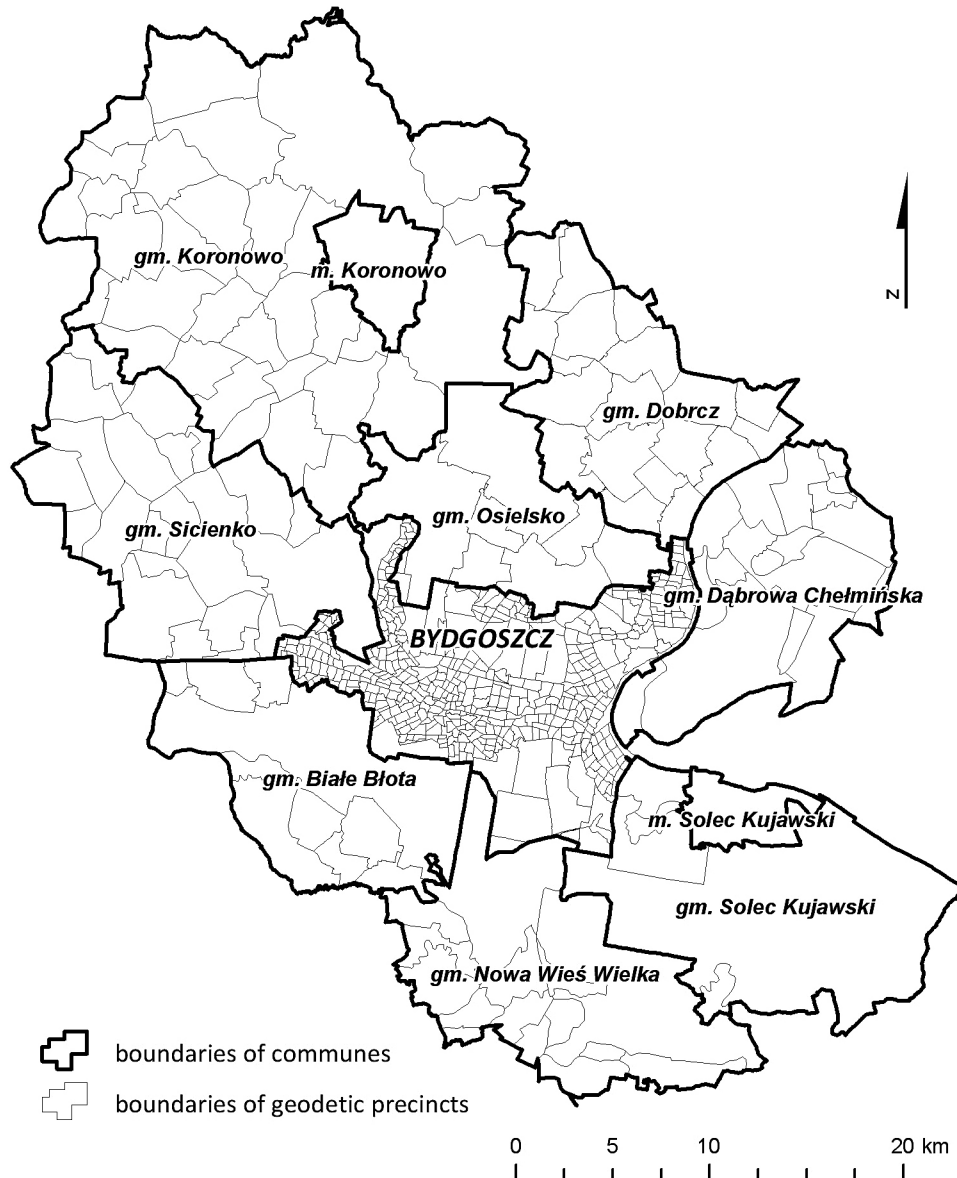 gm. Koronowo
m. Koronowo
N
gm. Dobrcz
gm. Osielsko
gm. Sicienko
gm. Dąbrowa Chełmińska
BYDGOSZCZ
gm. Białe Błota
m. Solec Kujawski
gm. Solec Kujawski
gm. Nowa Wieś Wielka
boundaries of communes
boundaries of geodetic precincts
0 5 10 20 km